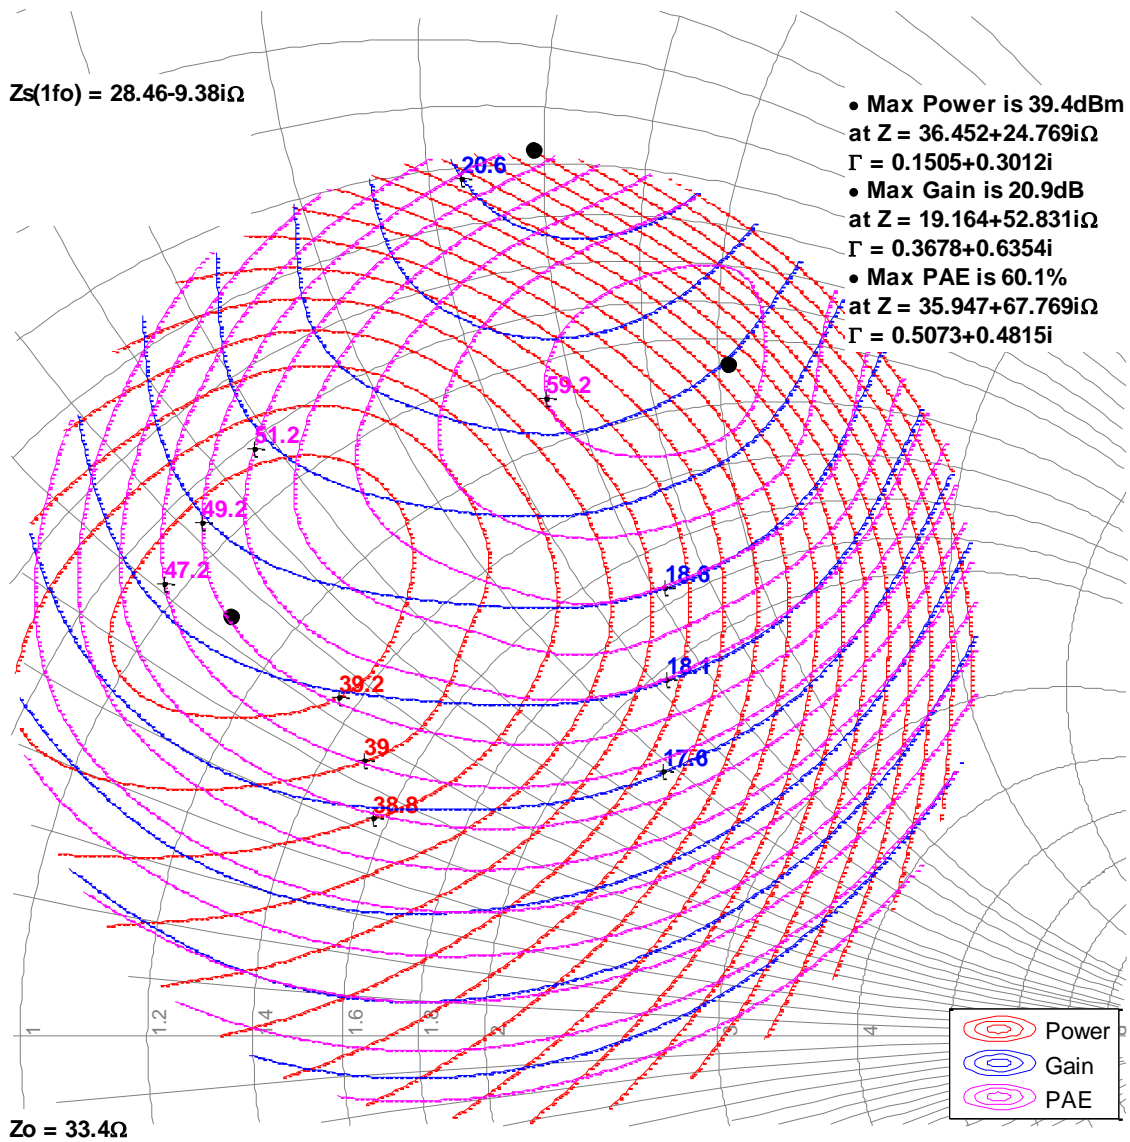 Zs(1fo) = 28.46-9.38iΩ
● Max Power is 39.4dBm
at Z = 36.452+24.769iΩ
Γ = 0.1505+0.3012i
● Max Gain is 20.9dB
at Z = 19.164+52.831iΩ
Γ = 0.3678+0.6354i
● Max PAE is 60.1%
at Z = 35.947+67.769iΩ
Γ = 0.5073+0.4815i
20.6
59.2
51.2
49.2
47.2
18.6
18.1
17.6
39.2
39
38.8
1
1.2
1.4
1.6
1.8
2
3
4
Power
Gain
PAE
Zo = 33.4Ω